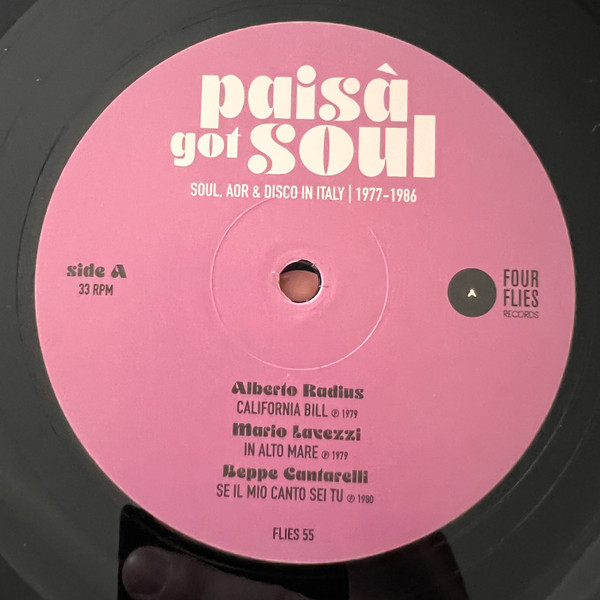 paisà
got soul
SOUL, AOR & DISCO IN ITALY | 1977-1986
side A
33 RPM
A
FOUR
FLIES
RECORDS
Alberto Radius
CALIFORNIA BILL ℗ 1979
Mario Lavezzi
IN ALTO MARE ℗ 1979
Beppe Cantarelli
SE IL MIO CANTO SEI TU ℗ 1980
FLIES 55